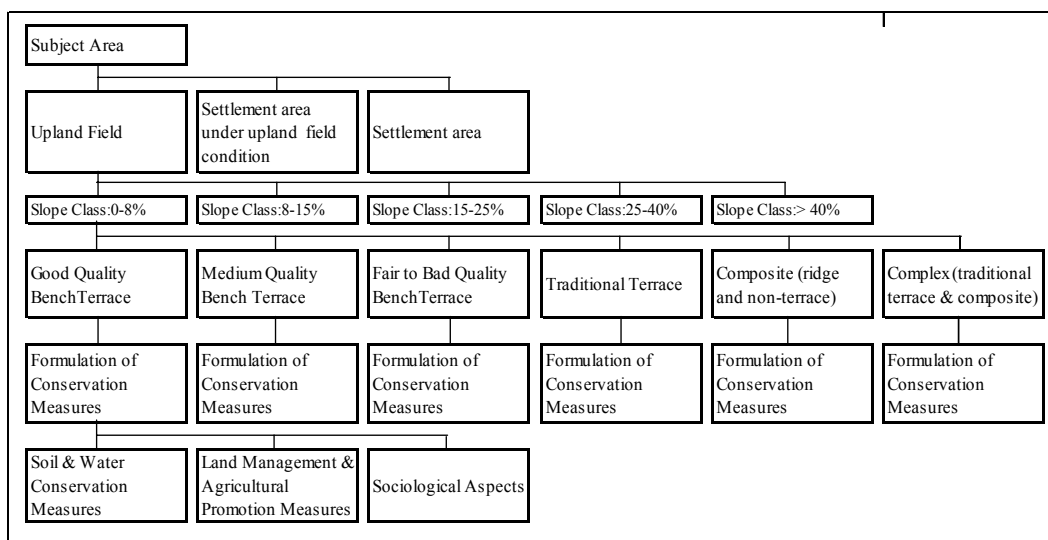 Subject Area
Upland Field
Settlement area
under upland field
condition
Settlement area
Slope Class:0-8%
Slope Class:8-15%
Slope Class:15-25%
Slope Class:25-40%
Slope Class:> 40%
Good Quality
Bench Terrace
Medium Quality
Bench Terrace
Fair to Bad Quality
Bench Terrace
Traditional Terrace
Composite (ridge
and non-terrace)
Complex (traditional
terrace & composite)
Formulation of
Conservation
Measures
Formulation of
Conservation
Measures
Formulation of
Conservation
Measures
Formulation of
Conservation
Measures
Formulation of
Conservation
Measures
Formulation of
Conservation
Measures
Soil & Water
Conservation
Measures
Land Management &
Agricultural
Promotion Measures
Sociological Aspects